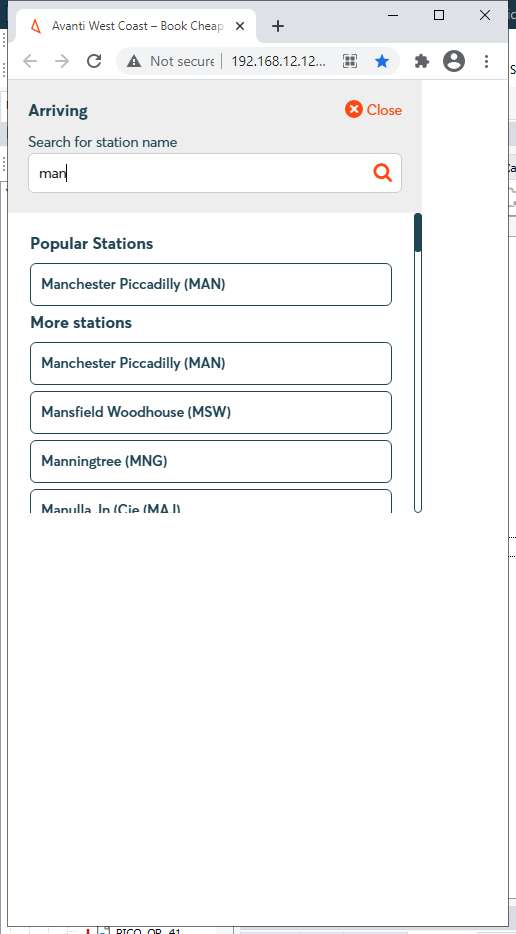 Avanti West Coast – Book Cheap
Not secure
192.168.12.12...
Arriving
Close
Search for station name
man
Popular Stations
Manchester Piccadilly (MAN)
More stations
Manchester Piccadilly (MAN)
Mansfield Woodhouse (MSW)
Manningtree (MNG)
Manulla Jn (Cie (MAJ)